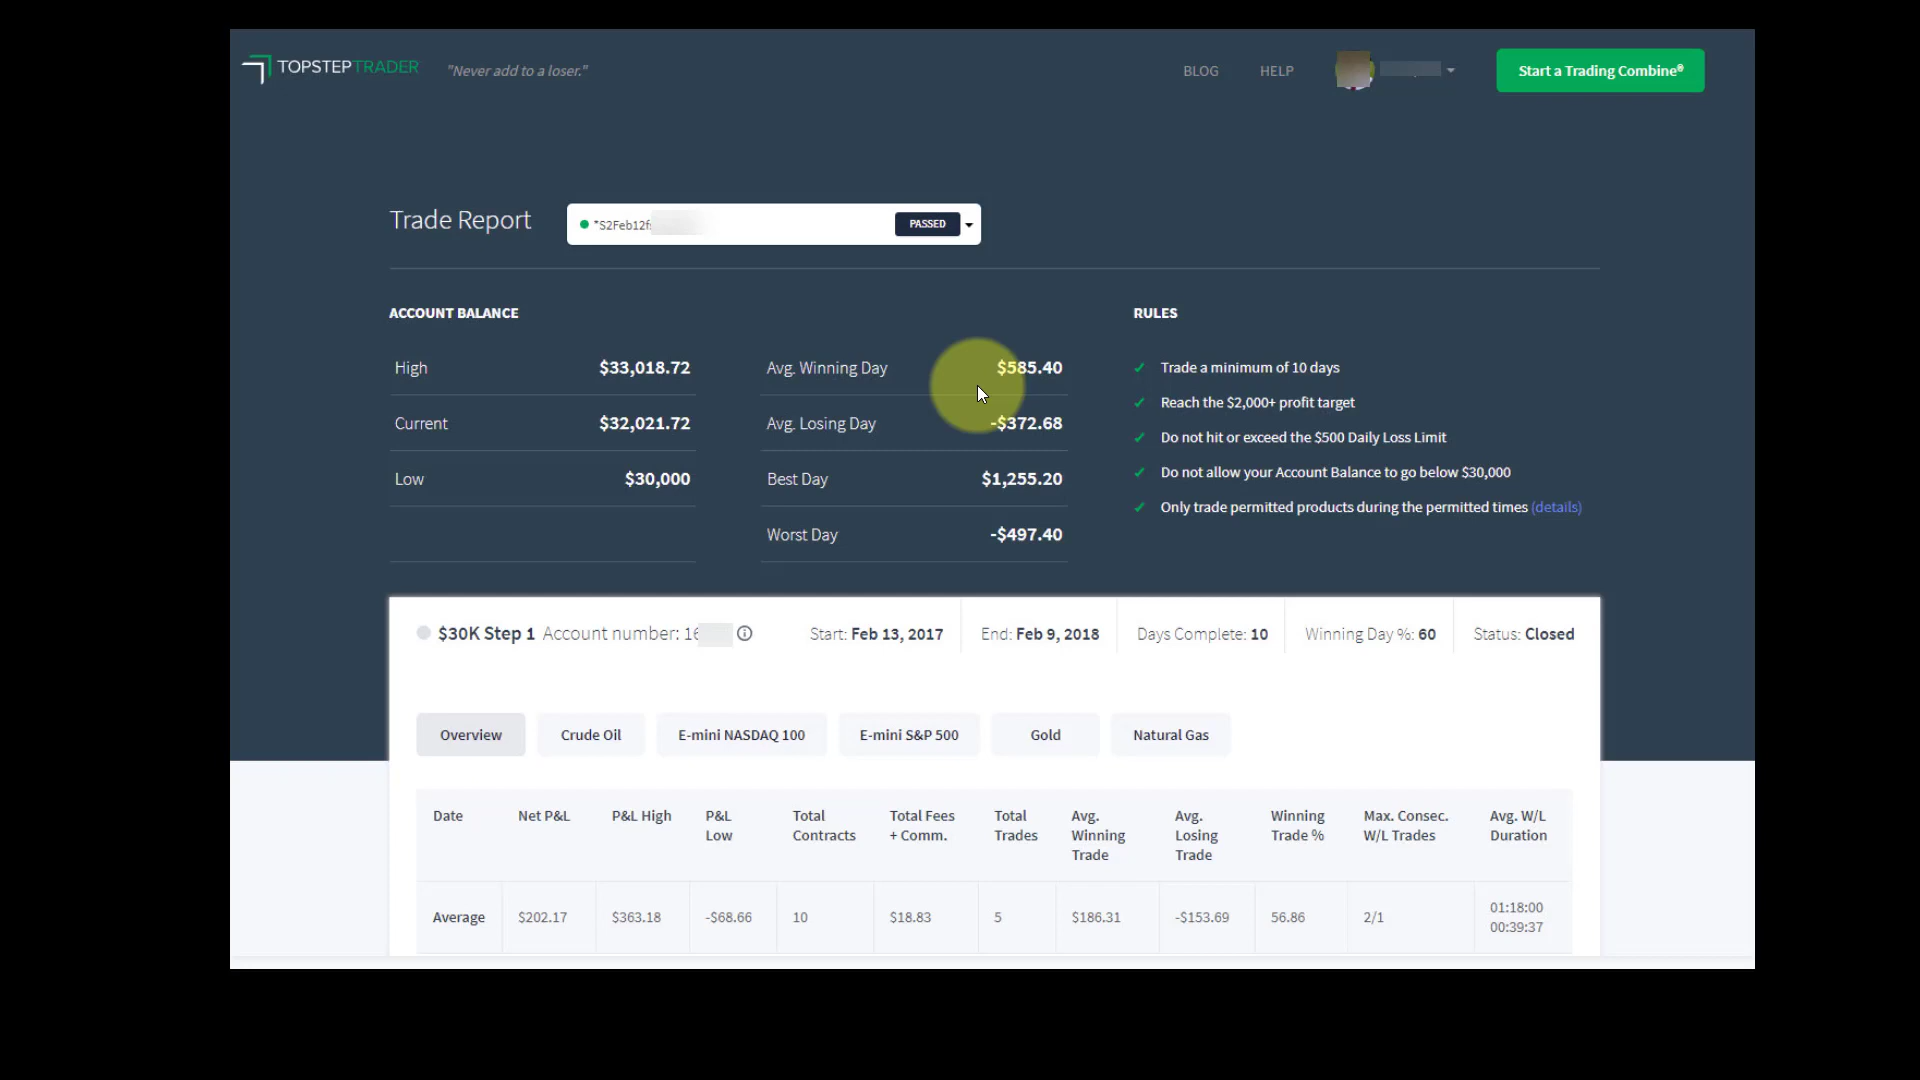 TOPSTEPTRADER "Never add to a loser." BLOG HELP Start a Trading Combine®
Trade Report *S2Feb12f PASSED
ACCOUNT BALANCE RULES
High $33,018.72 Avg. Winning Day $585.40 ✓ Trade a minimum of 10 days
✓ Reach the $2,000+ profit target
Current $32,021.72 Avg. Losing Day -$372.68 ✓ Do not hit or exceed the $500 Daily Loss Limit
Low $30,000 Best Day $1,255.20 ✓ Do not allow your Account Balance to go below $30,000
✓ Only trade permitted products during the permitted times (details)
Worst Day -$497.40
$30K Step 1 Account number: 16 Start: Feb 13, 2017 End: Feb 9, 2018 Days Complete: 10 Winning Day %: 60 Status: Closed
Overview Crude Oil E-mini NASDAQ 100 E-mini S&P 500 Gold Natural Gas
Date Net P&L P&L High P&L Low Total Contracts Total Fees + Comm. Total Trades Avg. Winning Trade Avg. Losing Trade Winning Trade % Max. Consec. W/L Trades Avg. W/L Duration
Average $202.17 $363.18 -$68.66 10 $18.83 5 $186.31 -$153.69 56.86 2/1 01:18:00 00:39:37